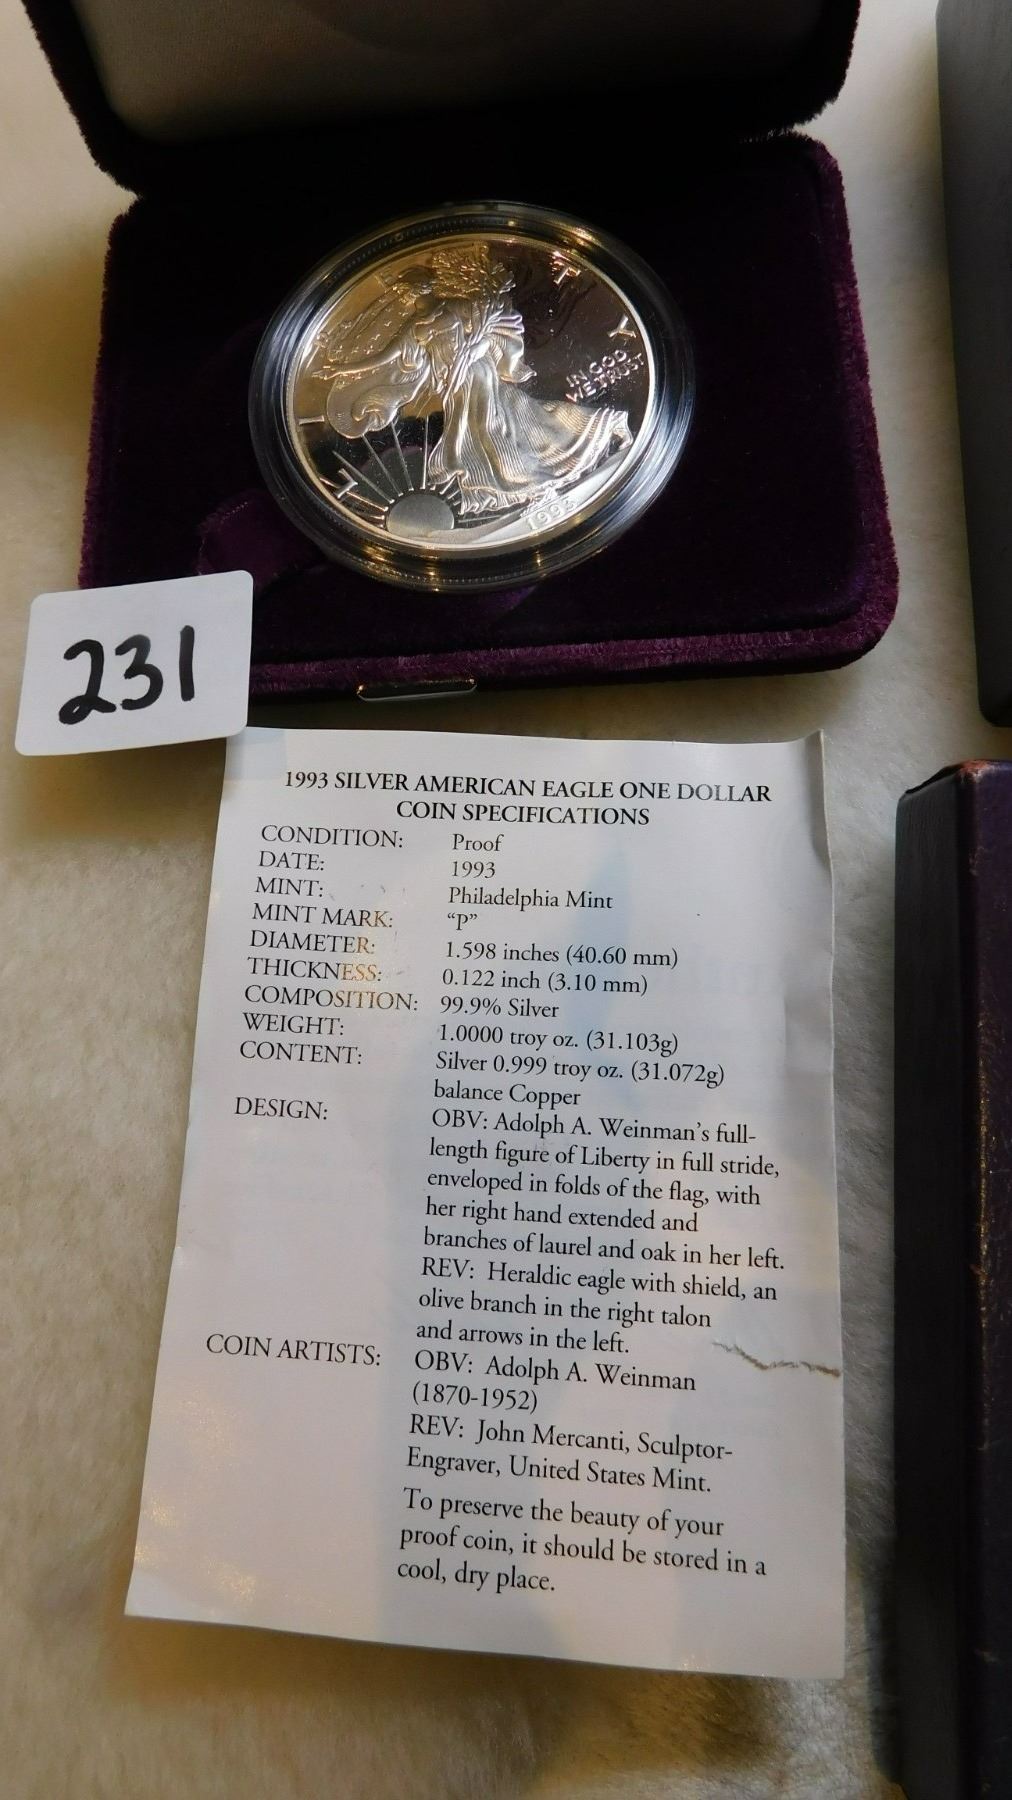 LIBERTY
IN GOD
WE TRUST
1993
231
1993 SILVER AMERICAN EAGLE ONE DOLLAR
COIN SPECIFICATIONS
CONDITION: Proof
DATE: 1993
MINT: Philadelphia Mint
MINT MARK: “P”
DIAMETER: 1.598 inches (40.60 mm)
THICKNESS: 0.122 inch (3.10 mm)
COMPOSITION: 99.9% Silver
WEIGHT: 1.0000 troy oz. (31.103g)
CONTENT: Silver 0.999 troy oz. (31.072g)
balance Copper
DESIGN: OBV: Adolph A. Weinman’s full-
length figure of Liberty in full stride,
enveloped in folds of the flag, with
her right hand extended and
branches of laurel and oak in her left.
REV: Heraldic eagle with shield, an
olive branch in the right talon
and arrows in the left.
COIN ARTISTS: OBV: Adolph A. Weinman
(1870-1952)
REV: John Mercanti, Sculptor-
Engraver, United States Mint.
To preserve the beauty of your
proof coin, it should be stored in a
cool, dry place.